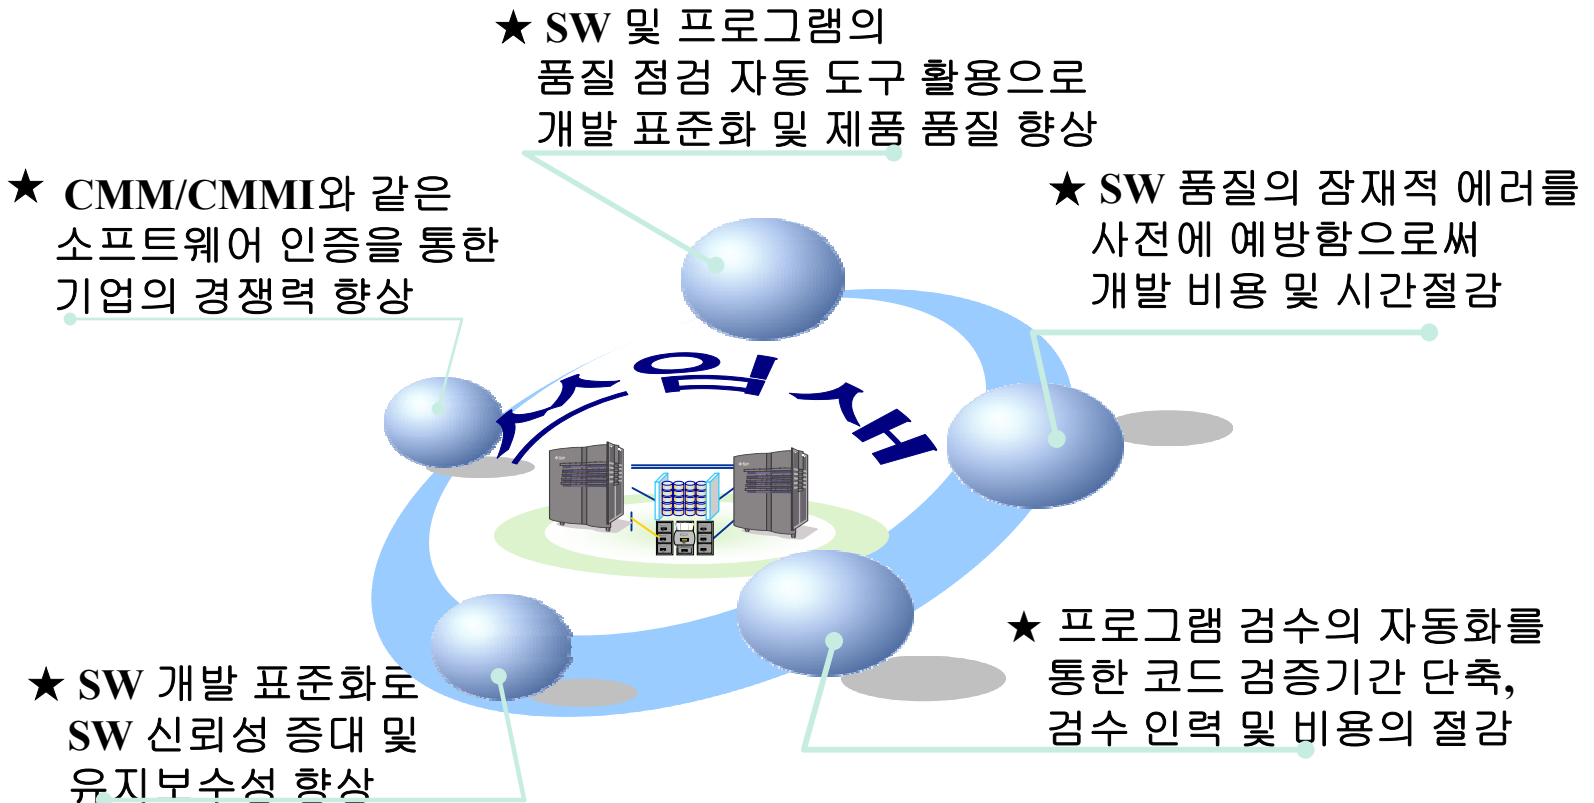 ★ SW 및 프로그램의
품질 점검 자동 도구 활용으로
개발 표준화 및 제품 품질 향상
★ CMM/CMMI와 같은
소프트웨어 인증을 통한
기업의 경쟁력 향상
★ SW 품질의 잠재적 에러를
사전에 예방함으로써
개발 비용 및 시간절감
★ 프로그램 검수의 자동화를
통한 코드 검증기간 단축,
검수 인력 및 비용의 절감
★ SW 개발 표준화로
SW 신뢰성 증대 및
유지보수성 향상